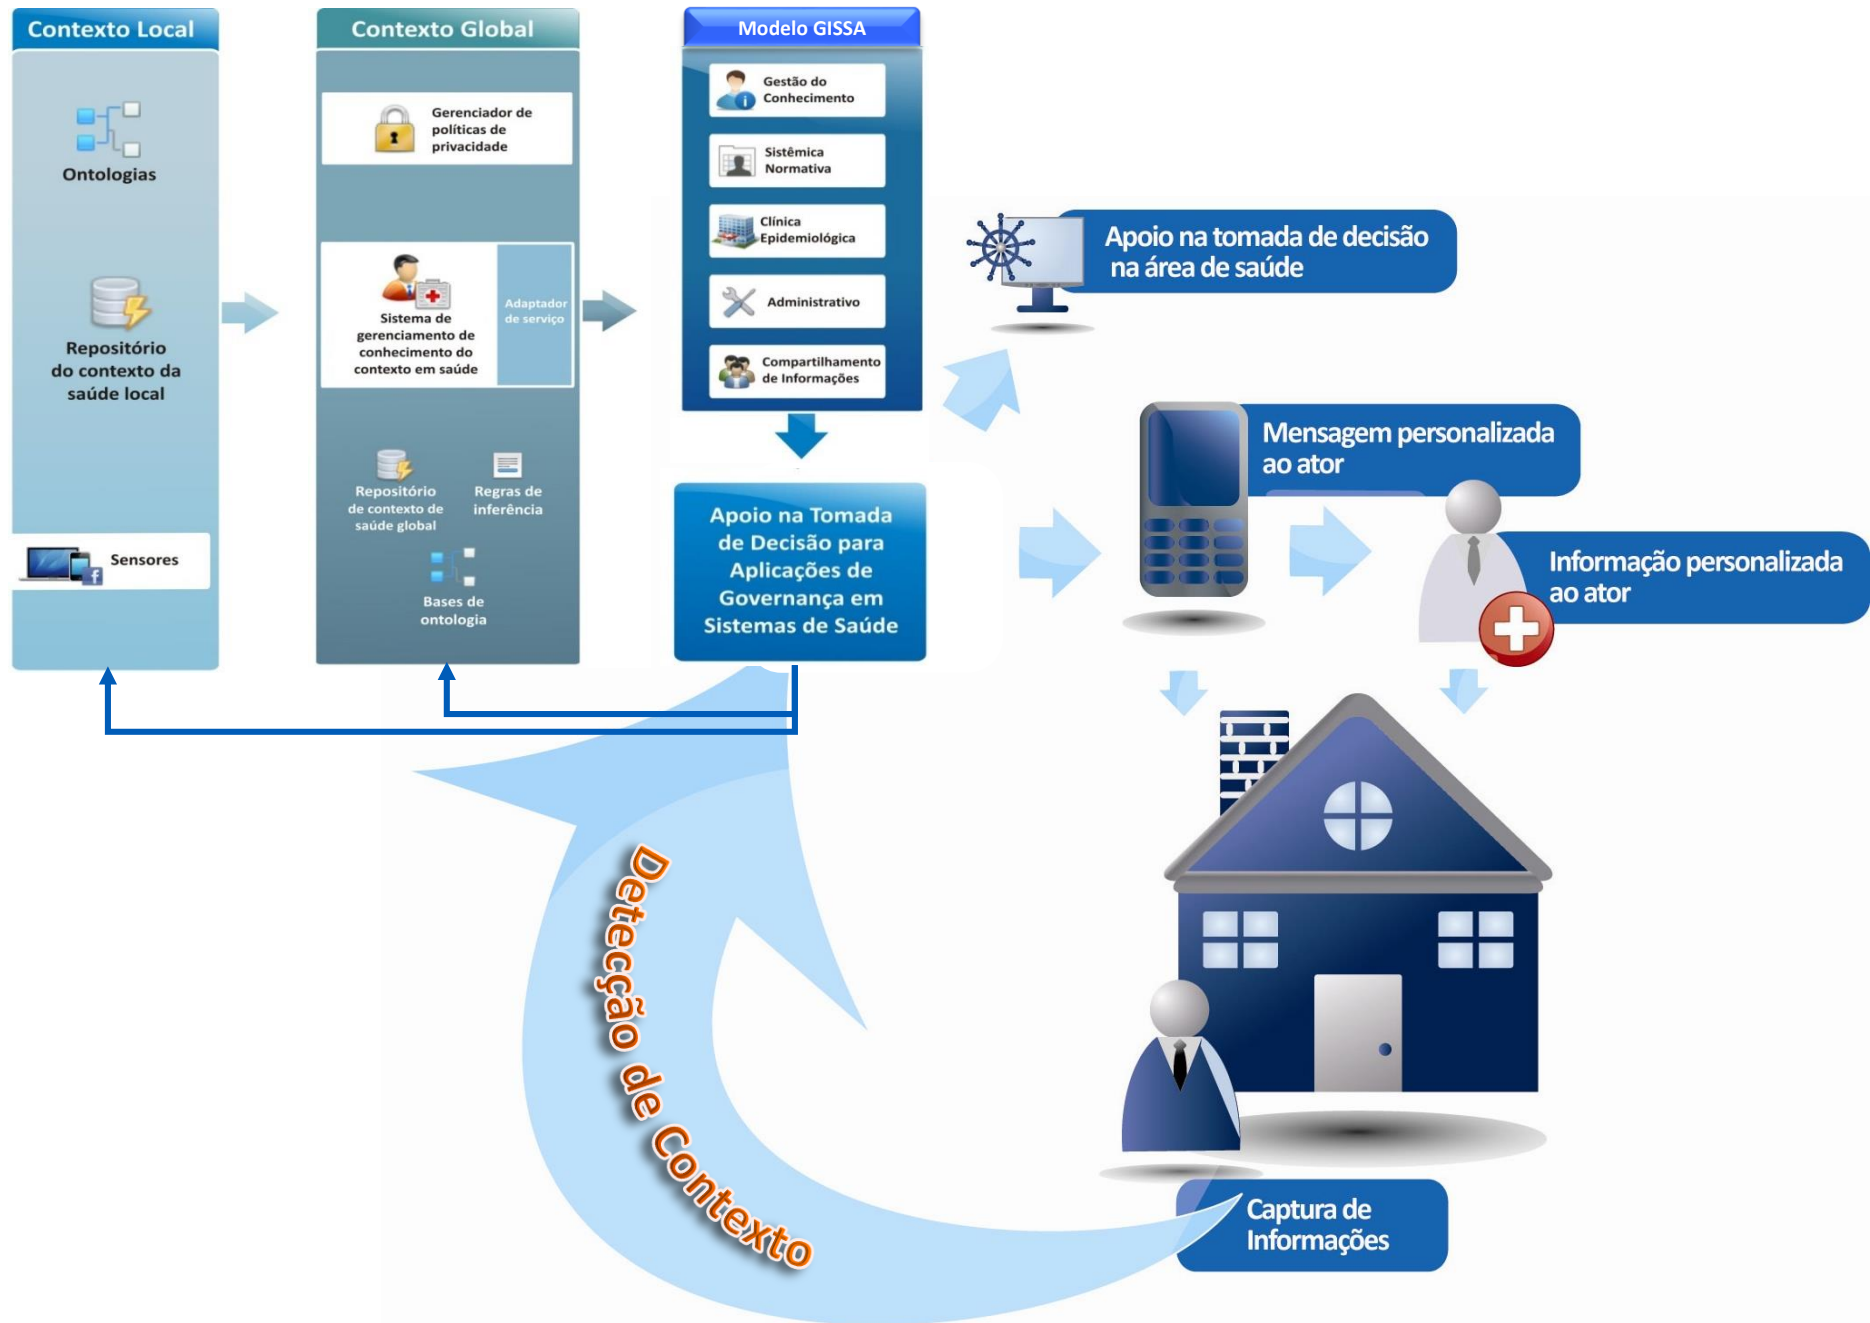 Contexto Local
Ontologias
Repositório
do contexto da
saúde local
Sensores
Contexto Global
Gerenciador de
políticas de
privacidade
Sistema de
gerenciamento de
conhecimento do
contexto em saúde
Adaptador
de serviço
Repositório
de contexto de
saúde global
Regras de
inferência
Bases de
ontologia
Modelo GISSA
Gestão do
Conhecimento
Sistêmica
Normativa
Clínica
Epidemiológica
Administrativo
Compartilhamento
de Informações
Apoio na Tomada
de Decisão para
Aplicações de
Governança em
Sistemas de Saúde
Apoio na tomada de decisão
na área de saúde
Mensagem personalizada
ao ator
Informação personalizada
ao ator
Detecção de Contexto
Captura de
Informações